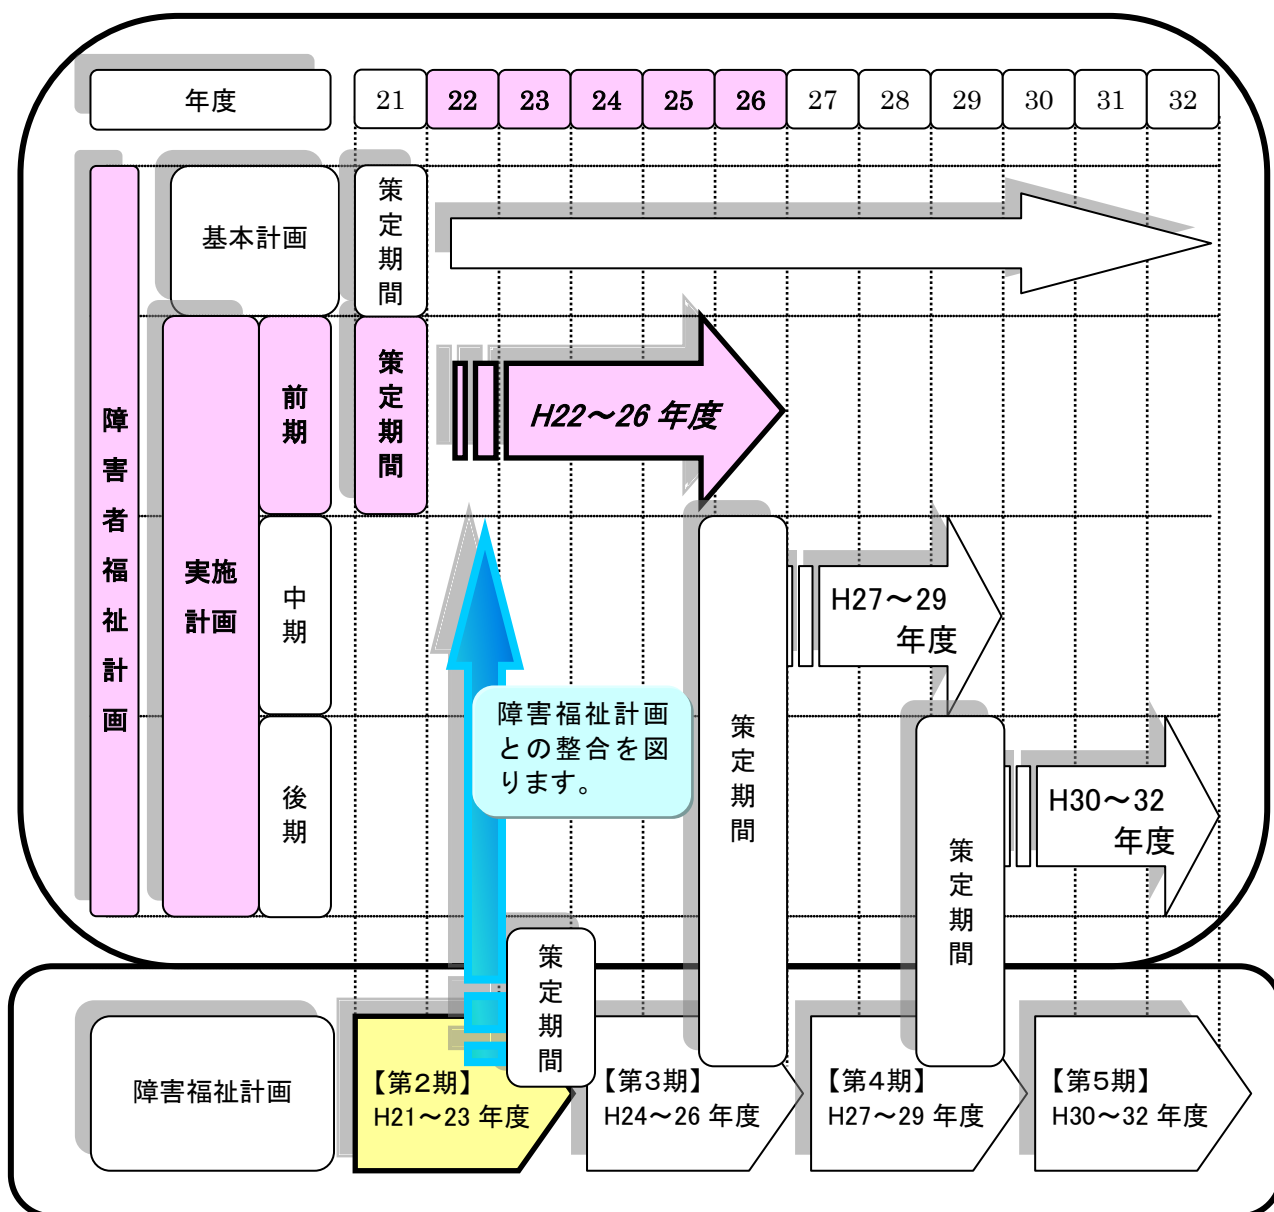 年度
21 22 23 24 25 26 27 28 29 30 31 32
障害者福祉計画
基本計画
策定期間
実施
計画
前期
策定期間
H22～26 年度
中期
H27～29
年度
障害福祉計画
との整合を図
ります。
策定期間
後期
H30～32
年度
策定期間
策定期間
障害福祉計画
【第2期】
H21～23 年度
【第3期】
H24～26 年度
【第4期】
H27～29 年度
【第5期】
H30～32 年度